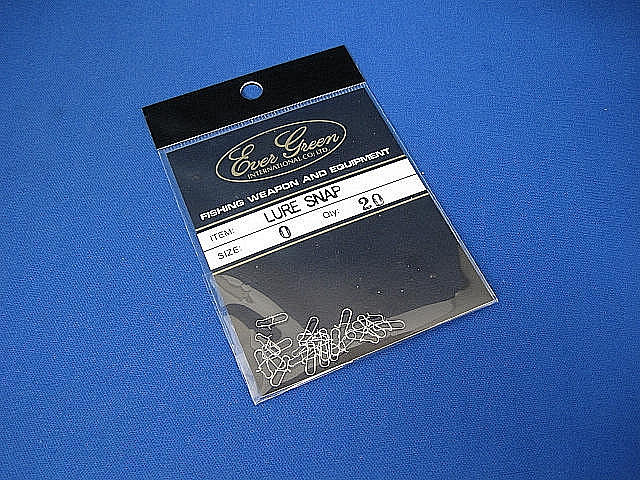 Ever Green
INTERNATIONAL CO., LTD.
FISHING WEAPON AND EQUIPMENT
ITEM: LURE SNAP
SIZE: 0 Qty: 20